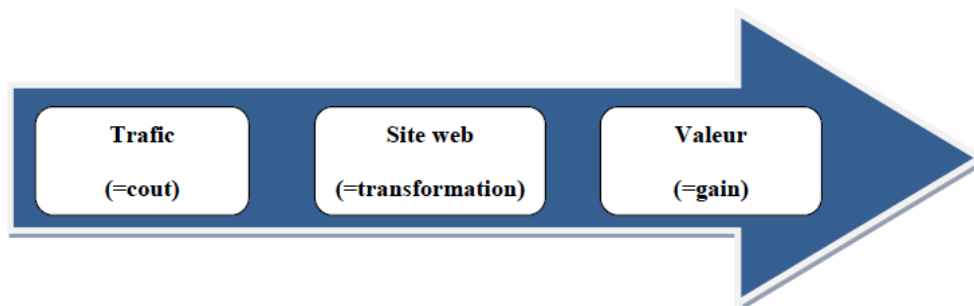 Trafic
(=cout)
Site web
(=transformation)
Valeur
(=gain)